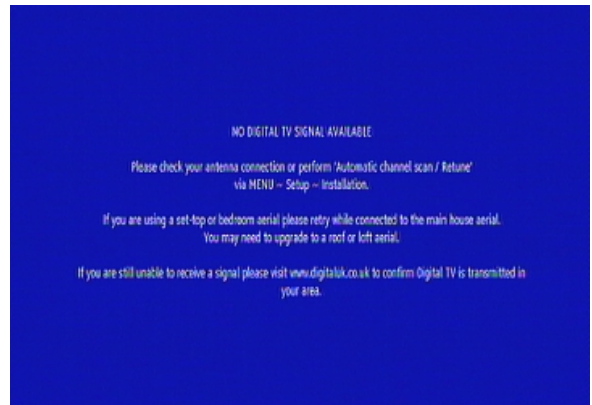 NO DIGITAL TV SIGNAL AVAILABLE
Please check your antenna connection or perform 'Automatic channel scan / Retune'
via MENU ~ Setup ~ Installation.
If you are using a set-top or bedroom aerial please retry while connected to the main house aerial.
You may need to upgrade to a roof or loft aerial.
If you are still unable to receive a signal please visit www.digitaluk.co.uk to confirm Digital TV is transmitted in
your area.